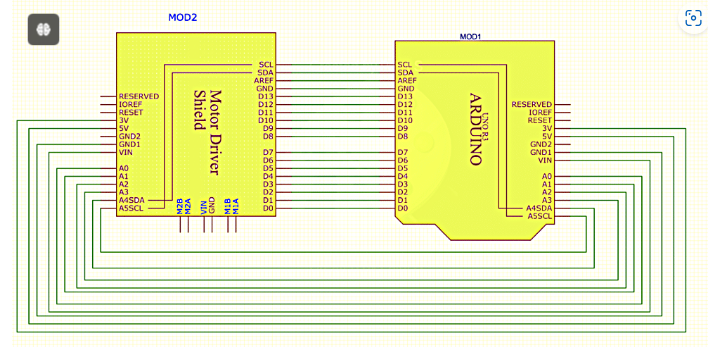 MOD2
SCL
SDA
AREF
GND
D13
D12
D11
D10
D9
D8
D7
D6
D5
D4
D3
D2
D1
D0
RESERVED
IOREF
RESET
3V
5V
GND2
GND1
VIN
A0
A1
A2
A3
A4SDA
A5SCL
Motor Driver
Shield
M2B
M2A
VIN
GND
M1B
M1A
MOD1
SCL
SDA
AREF
GND
D13
D12
D11
D10
D9
D8
D7
D6
D5
D4
D3
D2
D1
D0
ARDUINO
UNO R3
RESERVED
IOREF
RESET
3V
5V
GND2
GND1
VIN
A0
A1
A2
A3
A4SDA
A5SCL